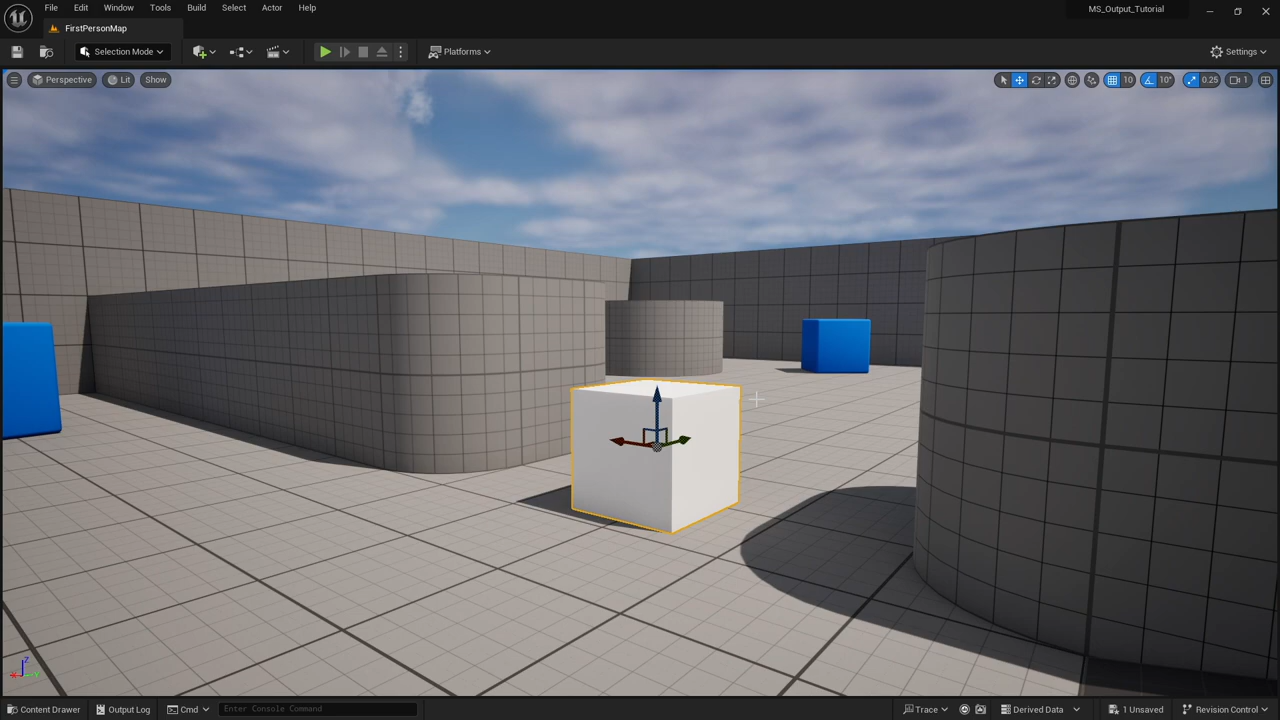 File Edit Window Tools Build Select Actor Help
MS_Output_Tutorial
FirstPersonMap
Selection Mode
Platforms
Settings
Perspective Lit Show
10 10° 0.25 1
Z
X Y
Content Drawer Output Log Cmd Enter Console Command Trace Derived Data 1 Unsaved Revision Control